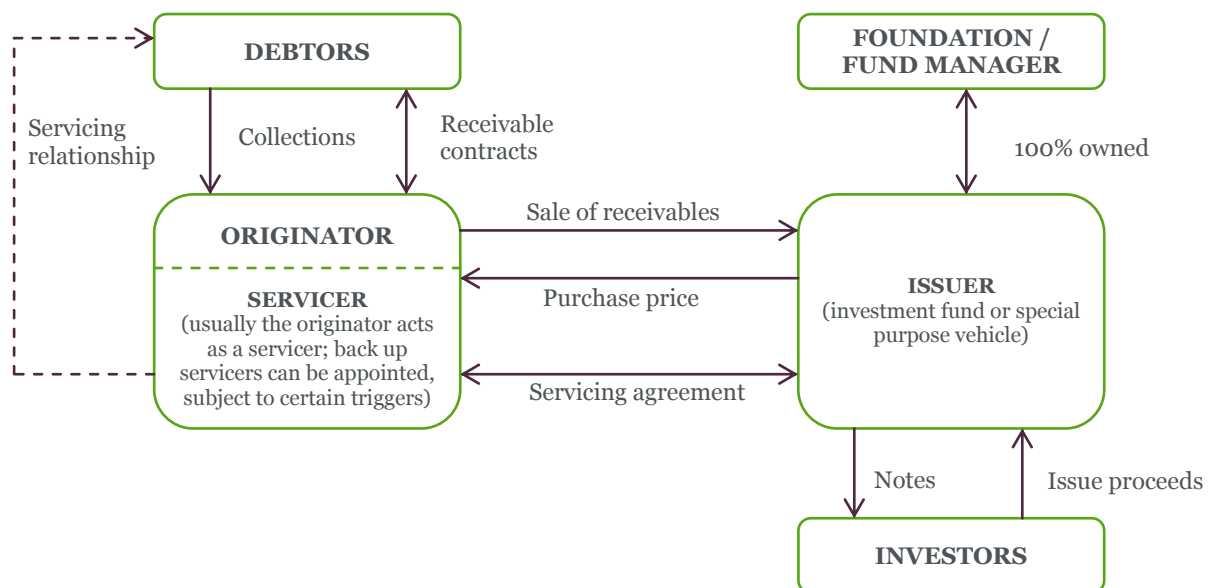 DEBTORS
FOUNDATION /
FUND MANAGER
Servicing
relationship
Collections
Receivable
contracts
100% owned
Sale of receivables
ORIGINATOR
Purchase price
SERVICER
(usually the originator acts
as a servicer; back up
servicers can be appointed,
subject to certain triggers)
ISSUER
(investment fund or special
purpose vehicle)
Servicing agreement
Notes
Issue proceeds
INVESTORS